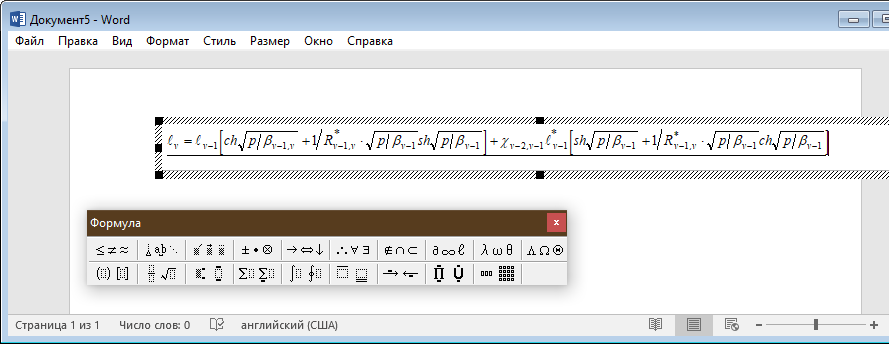 Документ5 - Word
Файл Правка Вид Формат Стиль Размер Окно Справка
ℓ_ν = ℓ_{ν−1}[ch√(p/β_{ν−1,ν}) + 1/R*_{ν−1,ν} · √(p/β_{ν−1}) sh√(p/β_{ν−1})] + χ_{ν−2,ν−1} ℓ*_{ν−1}[sh√(p/β_{ν−1}) + 1/R*_{ν−1,ν} · √(p/β_{ν−1}) ch√(p/β_{ν−1})]
Формула x
≤ ≠ ≈ ab ± • ⊗ → ⇔ ↓ ∴ ∀ ∃ ∉ ∩ ⊂ ∂ ∞ ℓ λ ω θ Λ Ω Θ
Страница 1 из 1 Число слов: 0 английский (США)